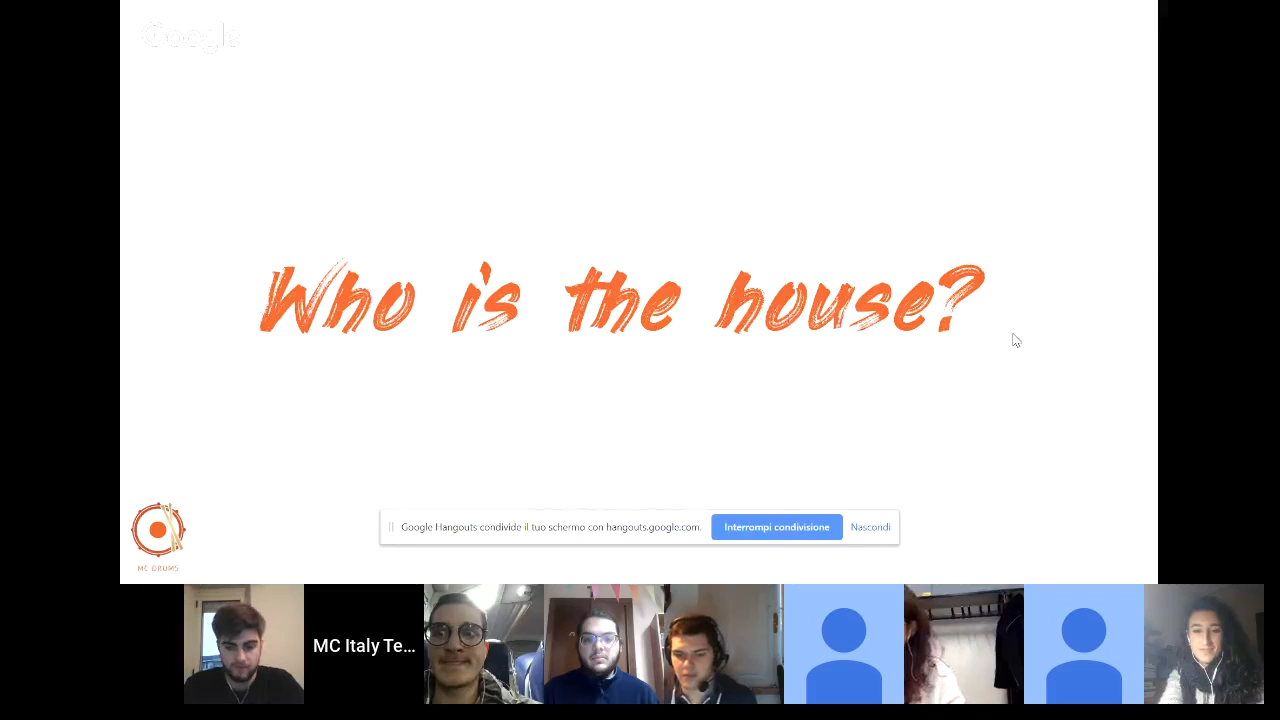 Google
Who is the house?
Google Hangouts condivide il tuo schermo con hangouts.google.com.
Interrompi condivisione
Nascondi
MC DRUMS
MC Italy Te...